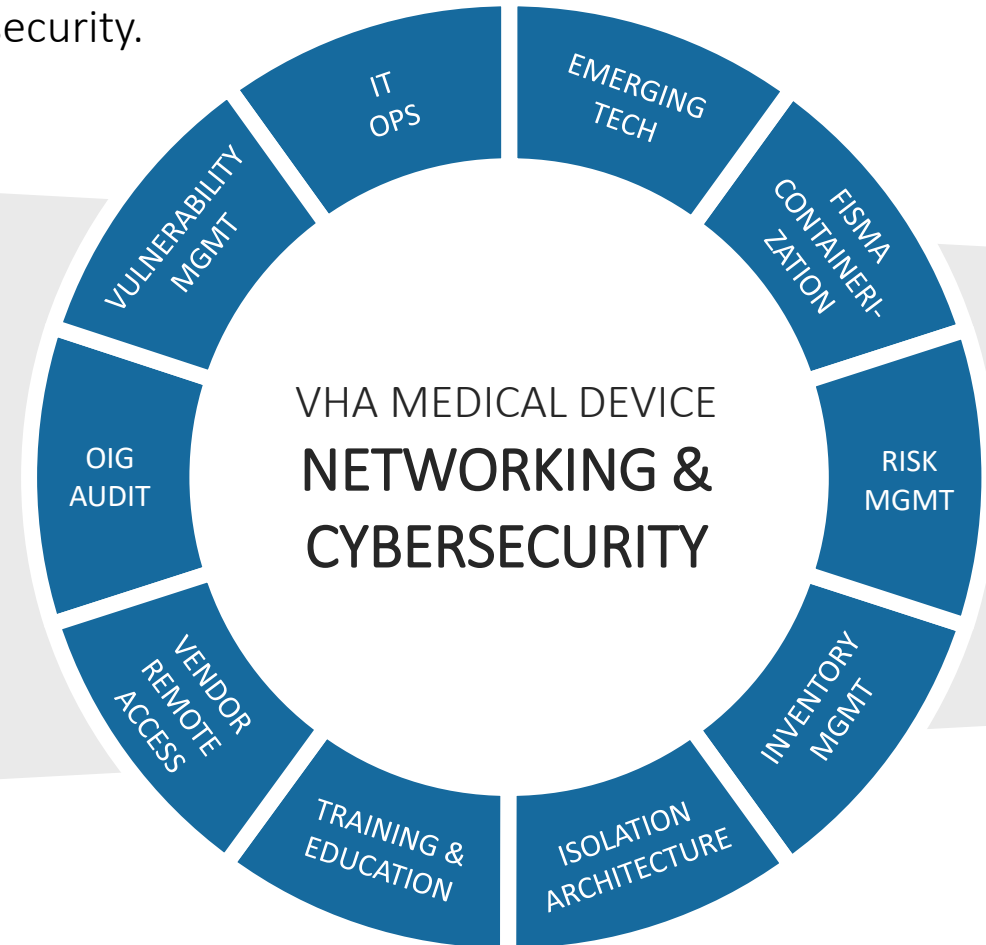 security.
IT
OPS
EMERGING
TECH
FISMA
CONTAINERI-
ZATION
RISK
MGMT
INVENTORY
MGMT
ISOLATION
ARCHITECTURE
TRAINING &
EDUCATION
VENDOR
REMOTE
ACCESS
OIG
AUDIT
VULNERABILITY
MGMT
VHA MEDICAL DEVICE
NETWORKING &
CYBERSECURITY